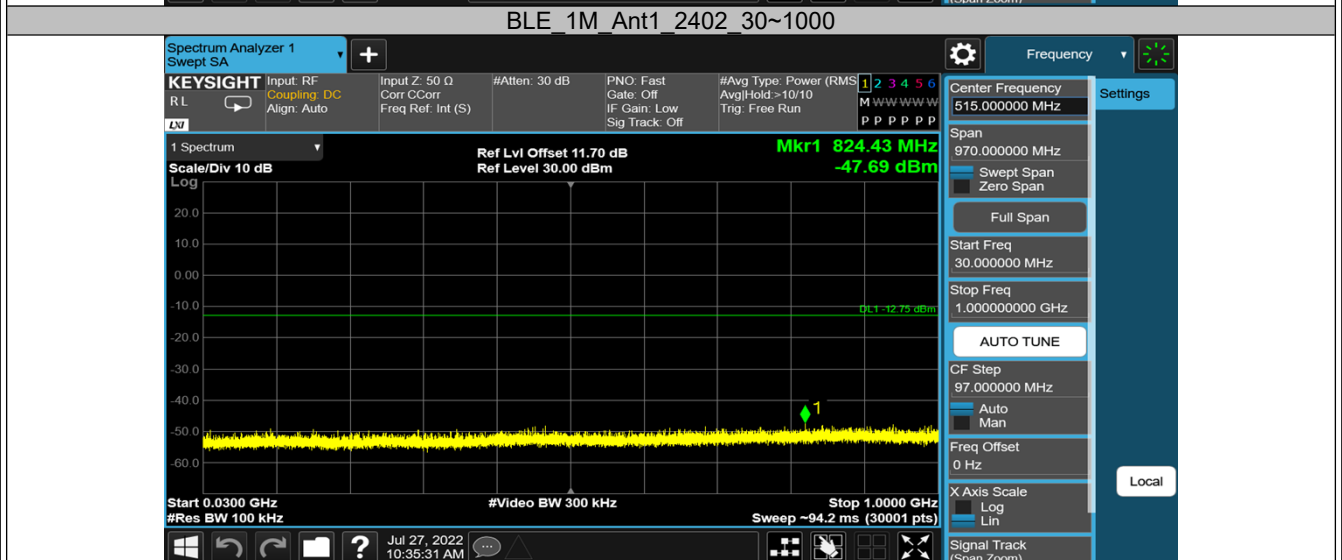 (Span Zoom)
BLE_1M_Ant1_2402_30~1000
Spectrum Analyzer 1
Swept SA
+
Frequency
KEYSIGHT
R L
LXI
Input: RF
Coupling: DC
Align: Auto
Input Z: 50 Ω
Corr CCorr
Freq Ref: Int (S)
#Atten: 30 dB
PNO: Fast
Gate: Off
IF Gain: Low
Sig Track: Off
#Avg Type: Power (RMS
Avg|Hold:>10/10
Trig: Free Run
1 2 3 4 5 6
M W W W W W
P P P P P P
Center Frequency
515.000000 MHz
Settings
1 Spectrum
Scale/Div 10 dB
Log
Ref Lvl Offset 11.70 dB
Ref Level 30.00 dBm
Mkr1 824.43 MHz
-47.69 dBm
Span
970.000000 MHz
Swept Span
Zero Span
Full Span
Start Freq
30.000000 MHz
Stop Freq
1.000000000 GHz
AUTO TUNE
CF Step
97.000000 MHz
Auto
Man
Freq Offset
0 Hz
X Axis Scale
Log
Lin
Signal Track
(Span Zoom)
Local
20.0
10.0
0.00
-10.0
DL1 -12.75 dBm
-20.0
-30.0
-40.0
1
-50.0
-60.0
Start 0.0300 GHz
#Res BW 100 kHz
#Video BW 300 kHz
Stop 1.0000 GHz
Sweep ~94.2 ms (30001 pts)
?
Jul 27, 2022
10:35:31 AM